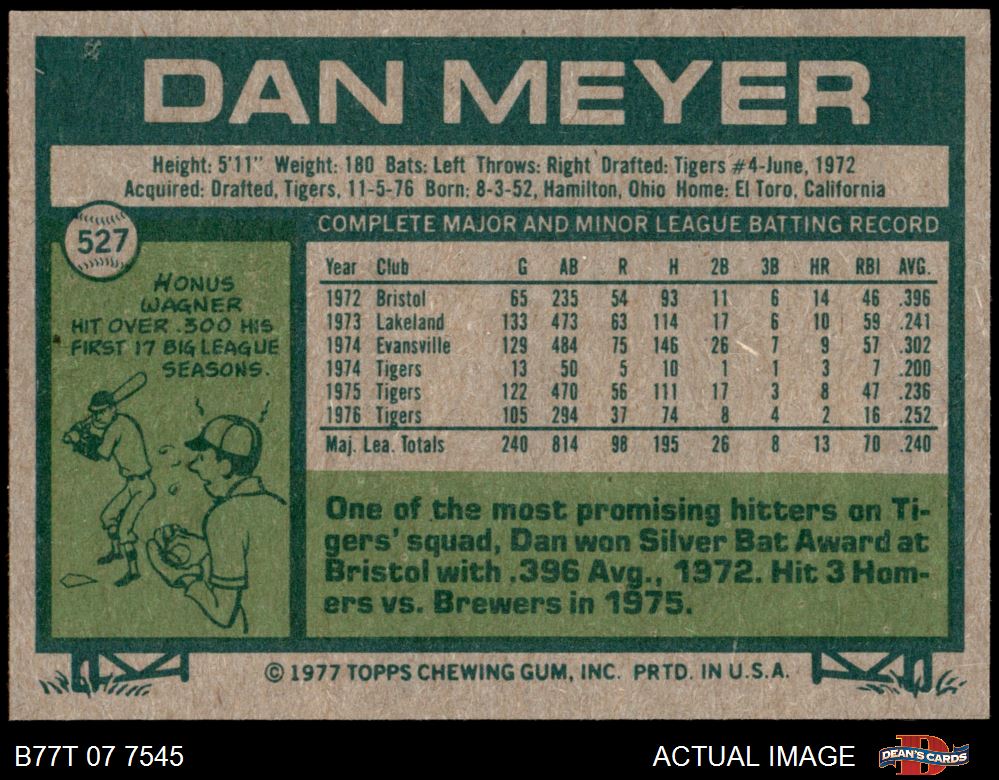 DAN MEYER
Height: 5'11" Weight: 180 Bats: Left Throws: Right Drafted: Tigers #4-June, 1972
Acquired: Drafted, Tigers, 11-5-76 Born: 8-3-52, Hamilton, Ohio Home: El Toro, California
527
COMPLETE MAJOR AND MINOR LEAGUE BATTING RECORD
HONUS
WAGNER
HIT OVER .300 HIS
FIRST 17 BIG LEAGUE
SEASONS.
Year Club G AB R H 2B 3B HR RBI AVG.
1972 Bristol 65 235 54 93 11 6 14 46 .396
1973 Lakeland 133 473 63 114 17 6 10 59 .241
1974 Evansville 129 484 75 146 26 7 9 57 .302
1974 Tigers 13 50 5 10 1 1 3 7 .200
1975 Tigers 122 470 56 111 17 3 8 47 .236
1976 Tigers 105 294 37 74 8 4 2 16 .252
Maj. Lea. Totals 240 814 98 195 26 8 13 70 .240
One of the most promising hitters on Ti-
gers' squad, Dan won Silver Bat Award at
Bristol with .396 Avg., 1972. Hit 3 Hom-
ers vs. Brewers in 1975.
© 1977 TOPPS CHEWING GUM, INC. PRTD. IN U.S.A.
B77T 07 7545
ACTUAL IMAGE
DEAN'S CARDS